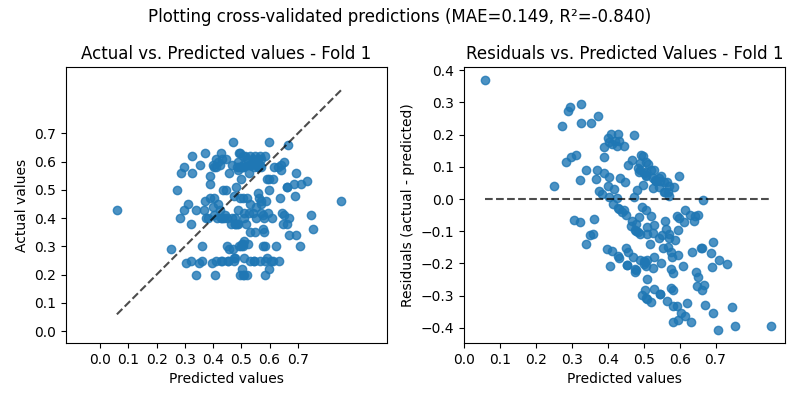 Plotting cross-validated predictions (MAE=0.149, R²=-0.840)
Actual vs. Predicted values - Fold 1
Actual values
0.7
0.6
0.5
0.4
0.3
0.2
0.1
0.0
0.0 0.1 0.2 0.3 0.4 0.5 0.6 0.7
Predicted values
Residuals vs. Predicted Values - Fold 1
Residuals (actual - predicted)
0.4
0.3
0.2
0.1
0.0
−0.1
−0.2
−0.3
−0.4
0.0 0.1 0.2 0.3 0.4 0.5 0.6 0.7
Predicted values